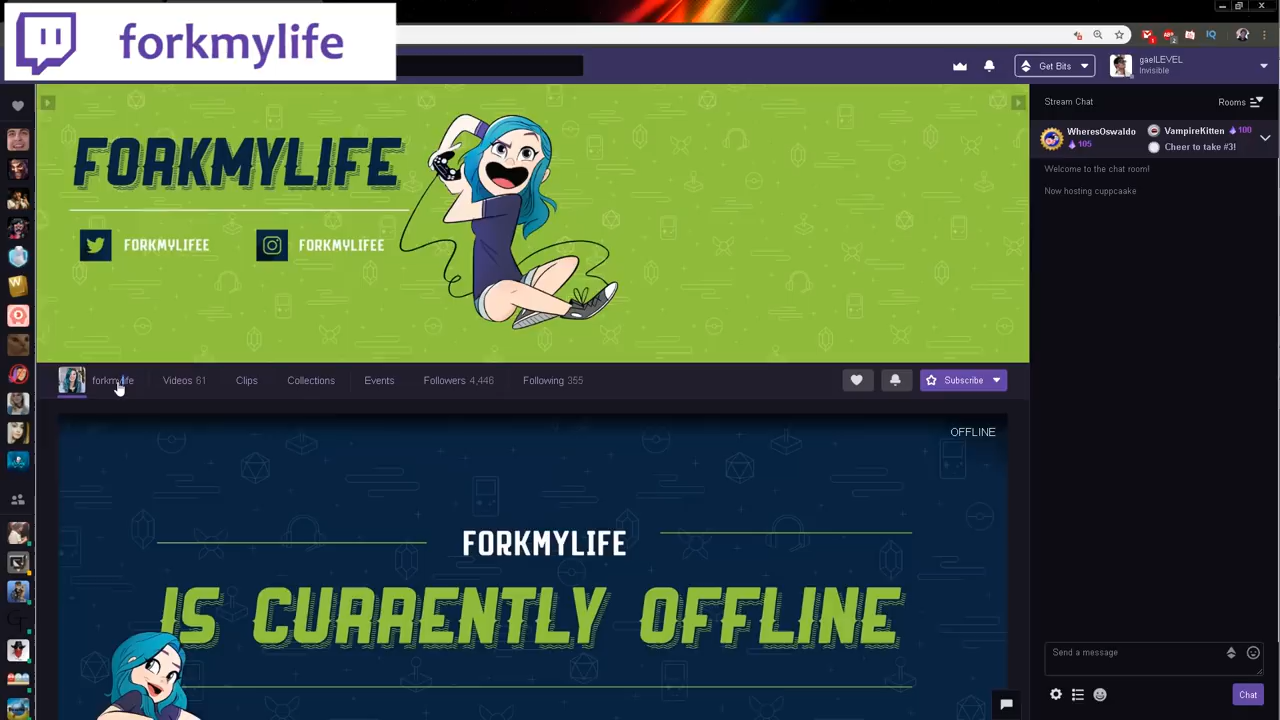 forkmylife
Get Bits
gaelLEVEL
Invisible
FORKMYLIFE
FORKMYLIFEE
FORKMYLIFEE
Stream Chat
Rooms
WheresOswaldo
105
VampireKitten
100
Cheer to take #3!
Welcome to the chat room!
Now hosting cuppcaake
forkmylife
Videos 61
Clips
Collections
Events
Followers 4,446
Following 355
Subscribe
OFFLINE
FORKMYLIFE
IS CURRENTLY OFFLINE
Send a message
Chat